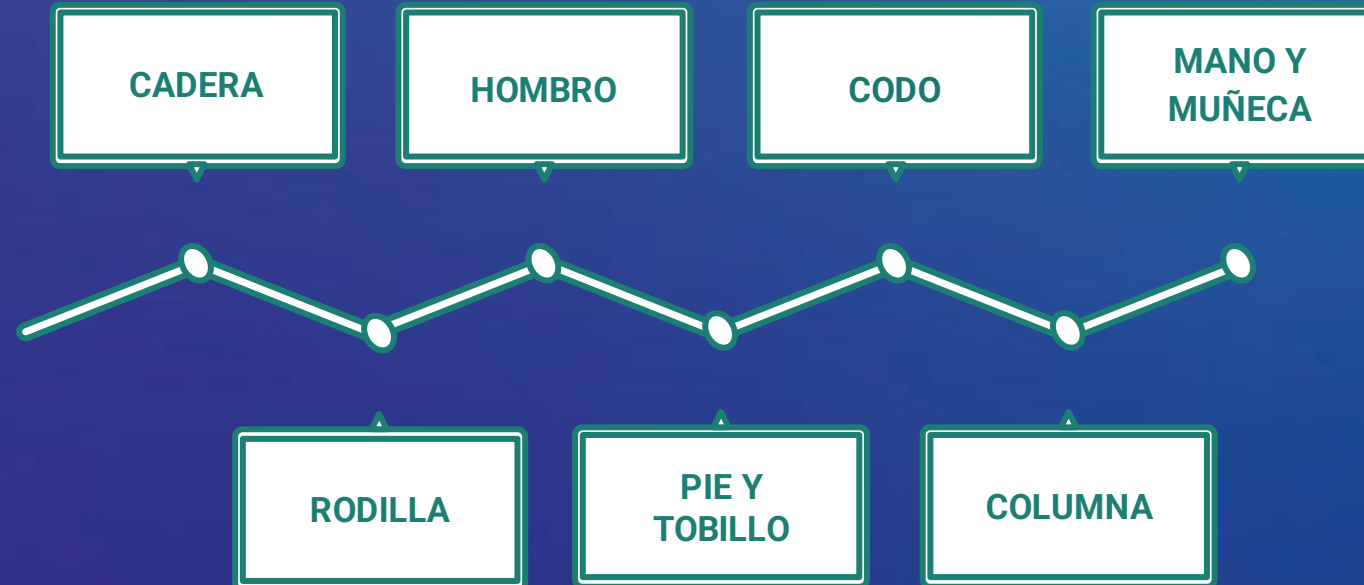 CADERA
HOMBRO
CODO
MANO Y
MUÑECA
RODILLA
PIE Y
TOBILLO
COLUMNA